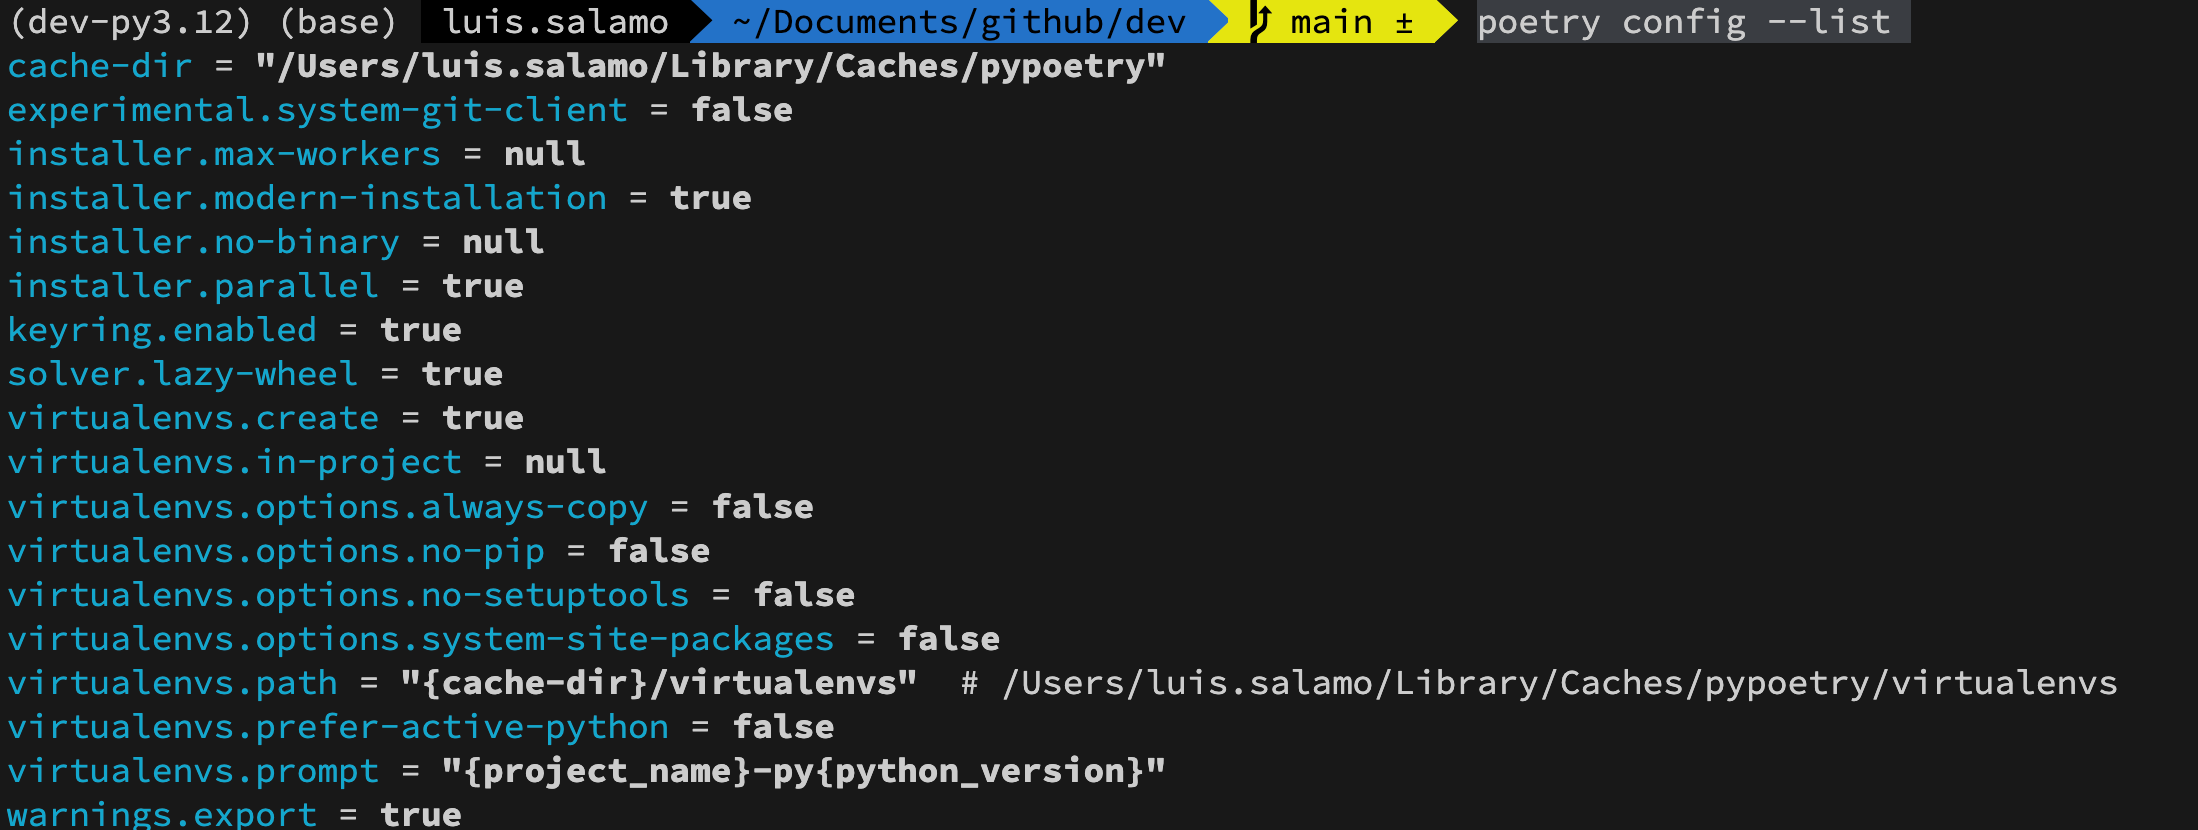 (dev-py3.12) (base) luis.salamo ~/Documents/github/dev main ± poetry config --list
cache-dir = "/Users/luis.salamo/Library/Caches/pypoetry"
experimental.system-git-client = false
installer.max-workers = null
installer.modern-installation = true
installer.no-binary = null
installer.parallel = true
keyring.enabled = true
solver.lazy-wheel = true
virtualenvs.create = true
virtualenvs.in-project = null
virtualenvs.options.always-copy = false
virtualenvs.options.no-pip = false
virtualenvs.options.no-setuptools = false
virtualenvs.options.system-site-packages = false
virtualenvs.path = "{cache-dir}/virtualenvs"  # /Users/luis.salamo/Library/Caches/pypoetry/virtualenvs
virtualenvs.prefer-active-python = false
virtualenvs.prompt = "{project_name}-py{python_version}"
warnings.export = true